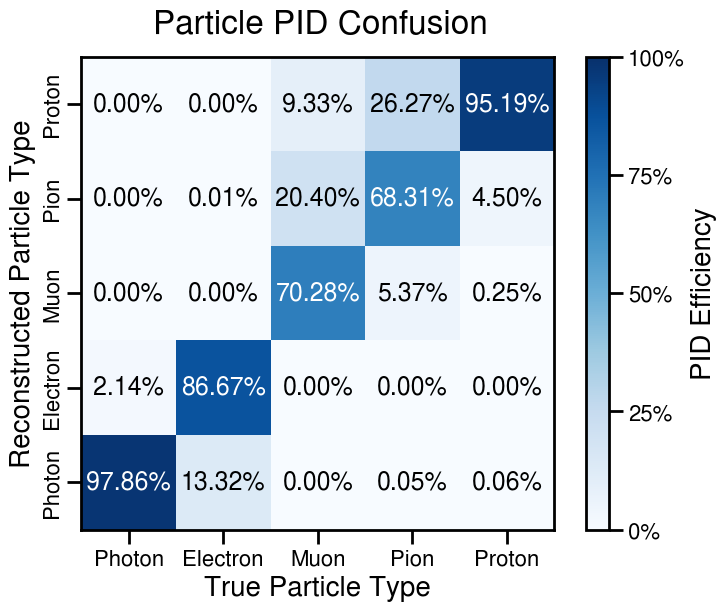 Particle PID Confusion
Reconstructed Particle Type
Proton
0.00% 0.00% 9.33% 26.27% 95.19%
Pion
0.00% 0.01% 20.40% 68.31% 4.50%
Muon
0.00% 0.00% 70.28% 5.37% 0.25%
Electron
2.14% 86.67% 0.00% 0.00% 0.00%
Photon
97.86% 13.32% 0.00% 0.05% 0.06%
Photon Electron Muon Pion Proton
True Particle Type
100%
75%
50%
25%
0%
PID Efficiency